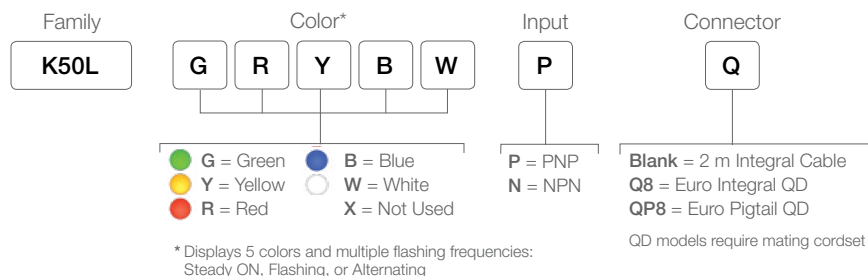 Family
Color*
Input
Connector
K50L
G
R
Y
B
W
P
Q
G = Green
Y = Yellow
R = Red
B = Blue
W = White
X = Not Used
P = PNP
N = NPN
Blank = 2 m Integral Cable
Q8 = Euro Integral QD
QP8 = Euro Pigtail QD
QD models require mating cordset
* Displays 5 colors and multiple flashing frequencies:
Steady ON, Flashing, or Alternating